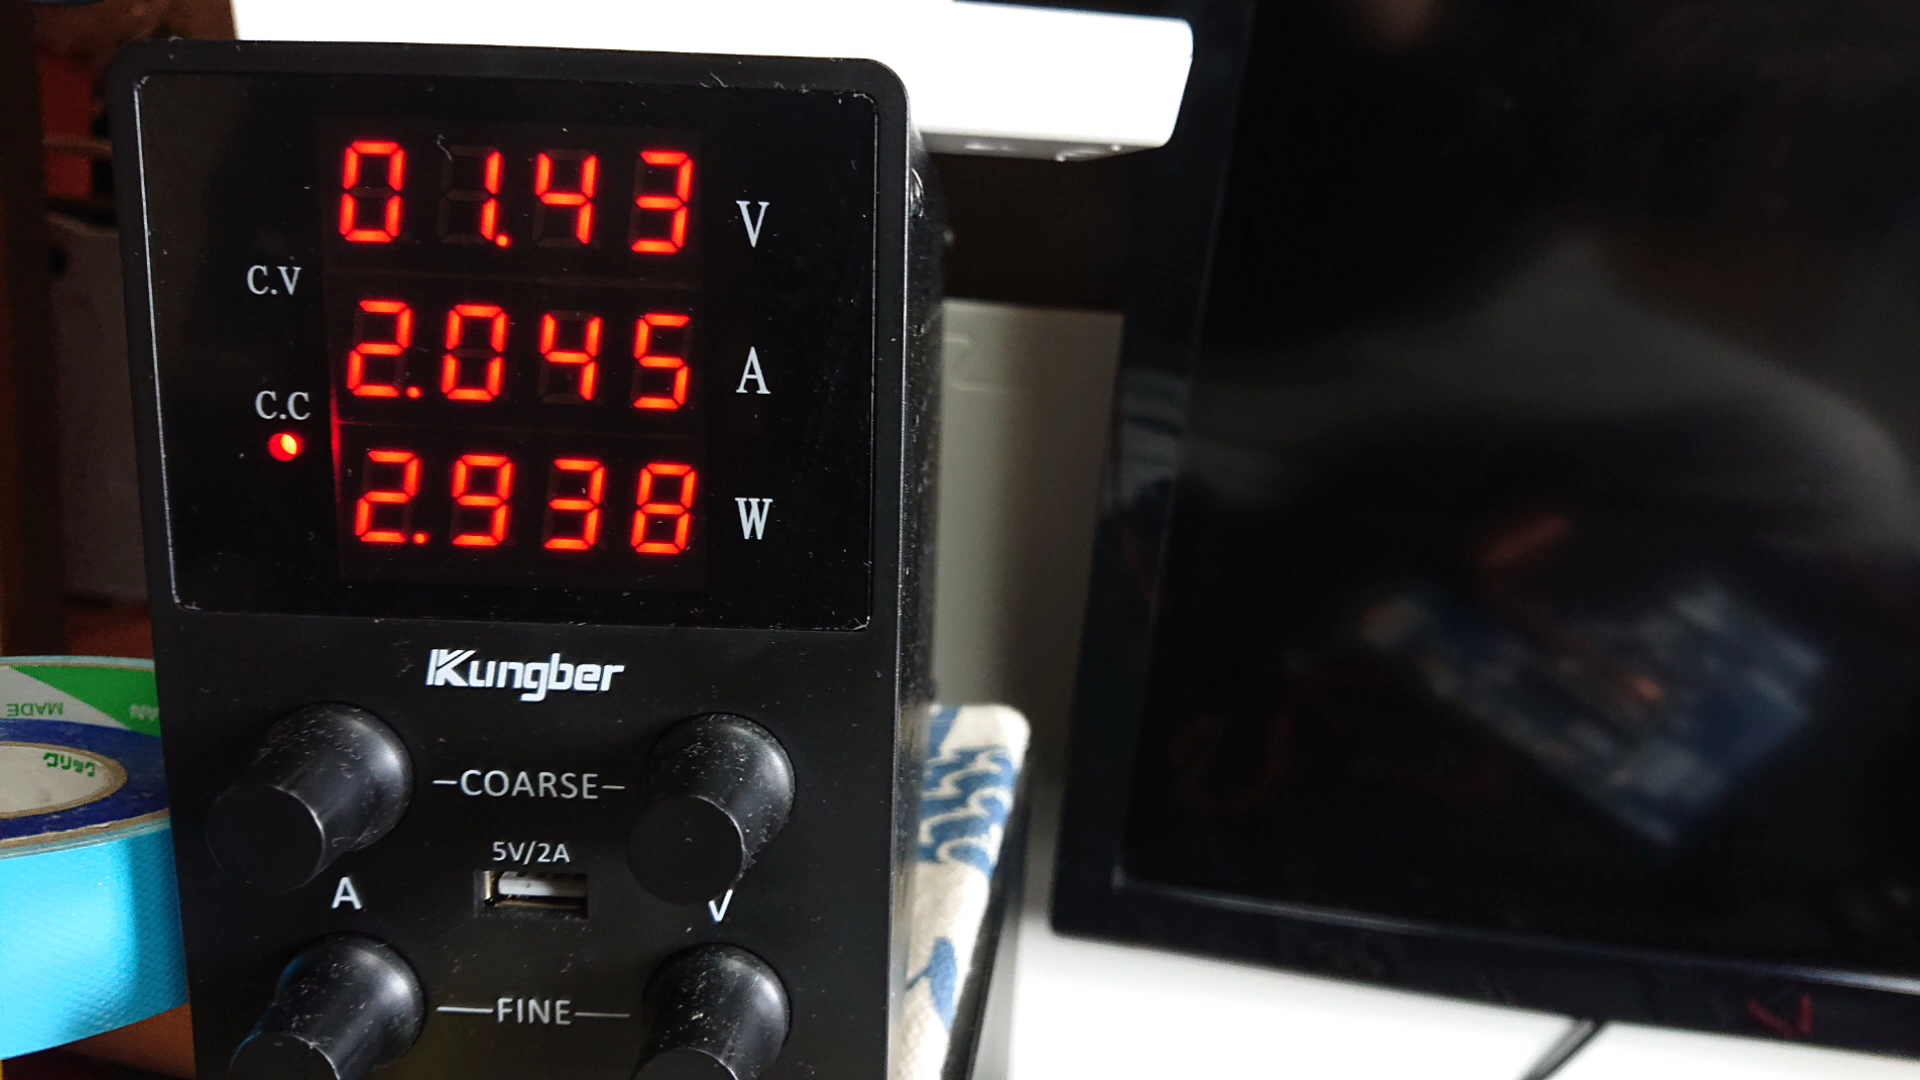 01.43 V
C.V
2.045 A
C.C
2.938 W
Kungber
COARSE
5V/2A
A V
FINE
MADE
クリック